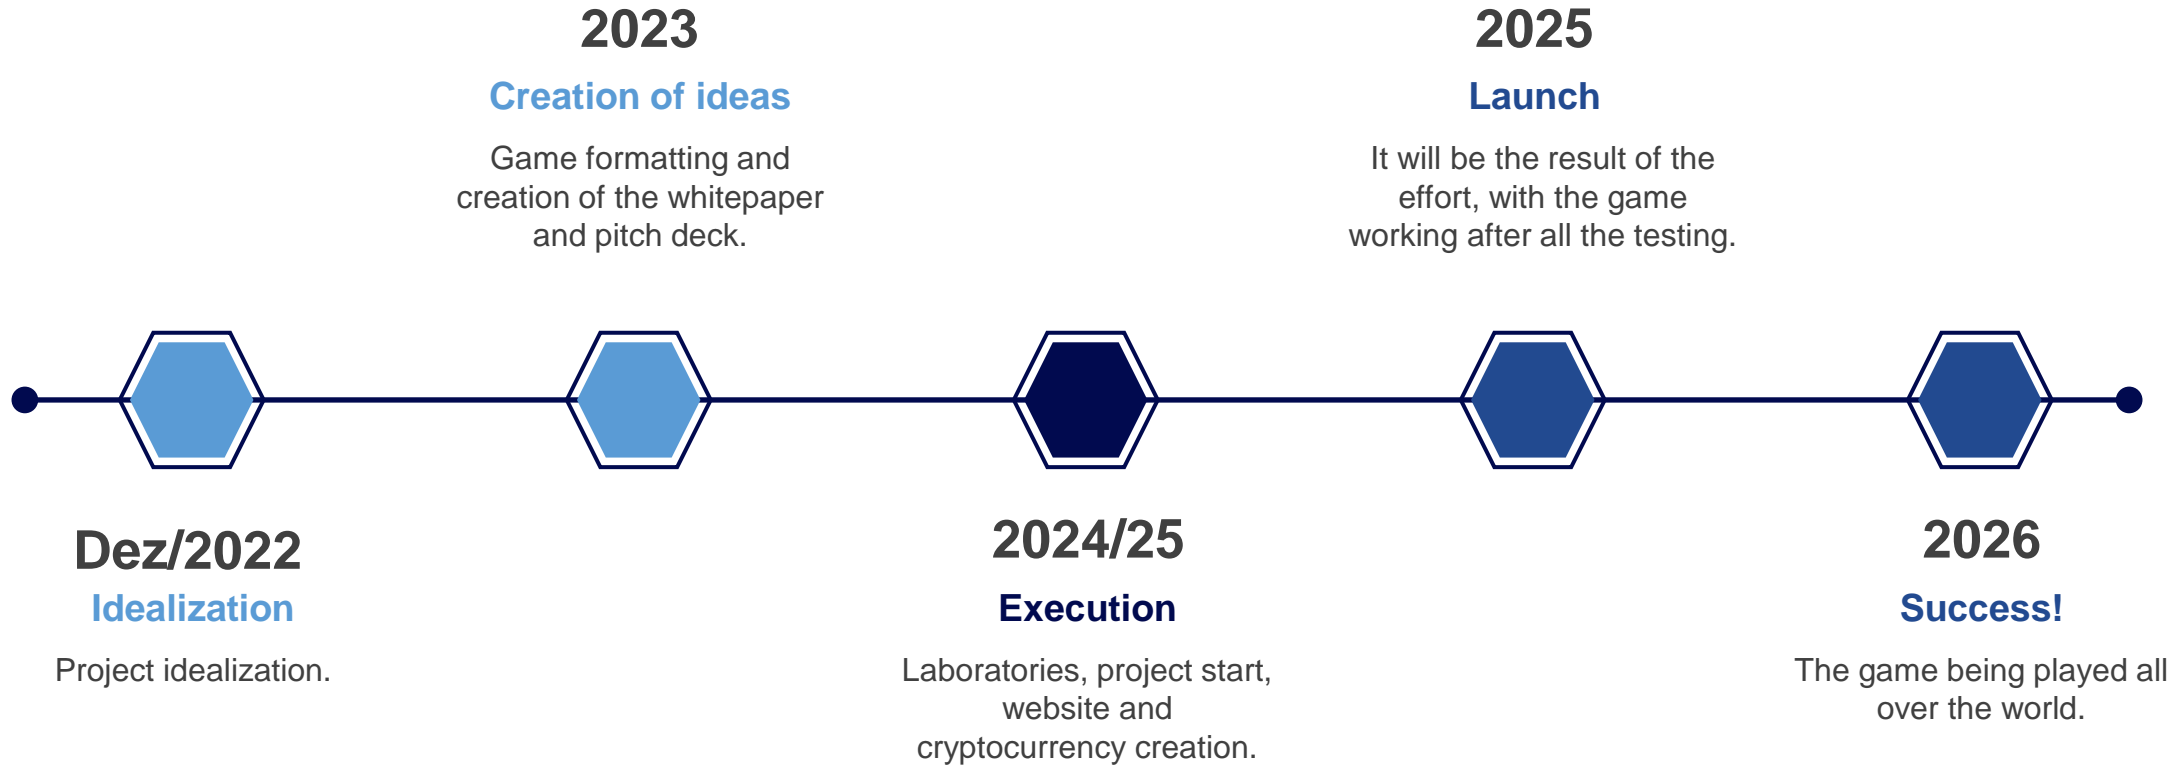 2023
Creation of ideas
Game formatting and
creation of the whitepaper
and pitch deck.
2025
Launch
It will be the result of the
effort, with the game
working after all the testing.
Dez/2022
Idealization
Project idealization.
2024/25
Execution
Laboratories, project start,
website and
cryptocurrency creation.
2026
Success!
The game being played all
over the world.